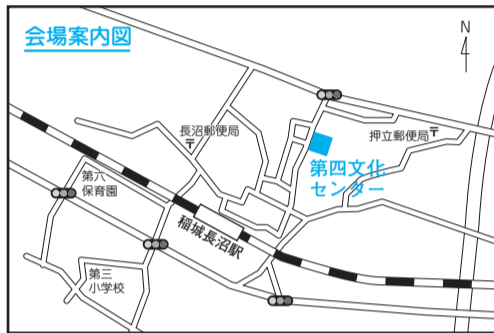 会場案内図
N
長沼郵便局
〒
押立郵便局〒
第四文化
センター
第六
保育園
稲城長沼駅
第三
小学校